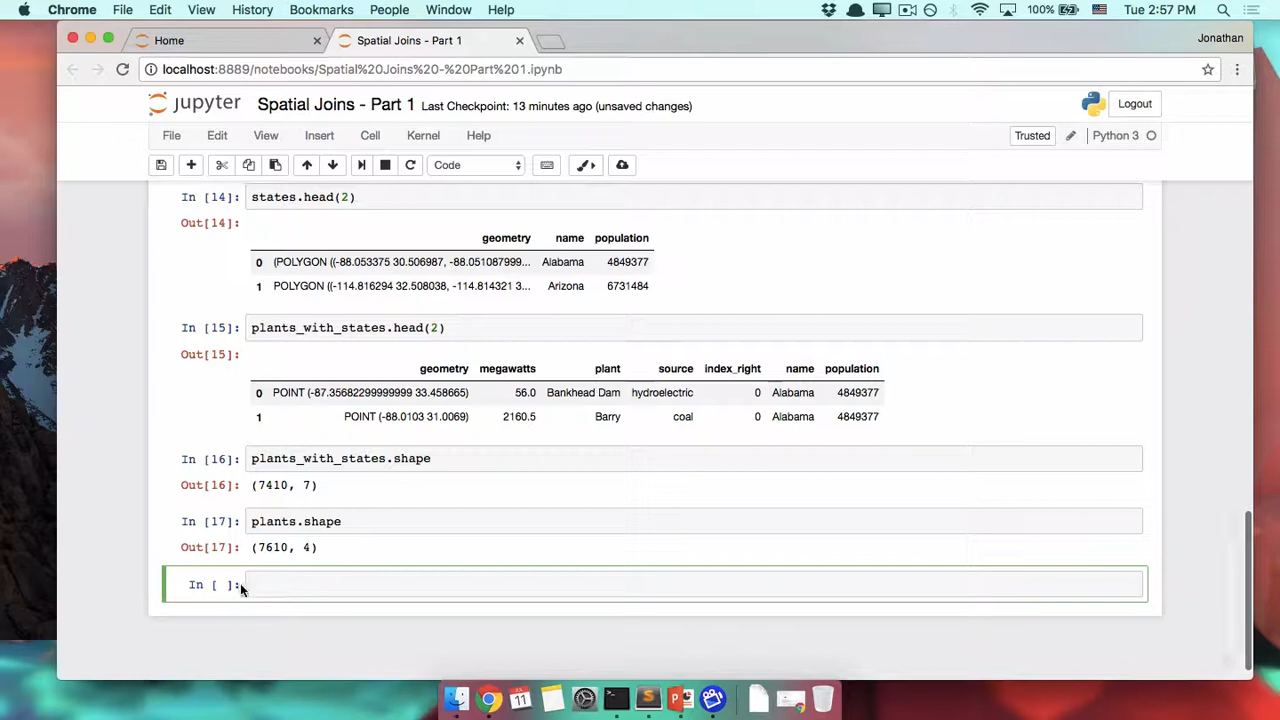 Chrome File Edit View History Bookmarks People Window Help 100% Tue 2:57 PM
Home Spatial Joins - Part 1 Jonathan
localhost:8889/notebooks/Spatial%20Joins%20-%20Part%201.ipynb
jupyter Spatial Joins - Part 1 Last Checkpoint: 13 minutes ago (unsaved changes) Logout
File Edit View Insert Cell Kernel Help Trusted Python 3
Code
In [14]: states.head(2)
Out[14]:
geometry name population
0 (POLYGON ((-88.053375 30.506987, -88.051087999... Alabama 4849377
1 POLYGON ((-114.816294 32.508038, -114.814321 3... Arizona 6731484
In [15]: plants_with_states.head(2)
Out[15]:
geometry megawatts plant source index_right name population
0 POINT (-87.35682299999999 33.458665) 56.0 Bankhead Dam hydroelectric 0 Alabama 4849377
1 POINT (-88.0103 31.0069) 2160.5 Barry coal 0 Alabama 4849377
In [16]: plants_with_states.shape
Out[16]: (7410, 7)
In [17]: plants.shape
Out[17]: (7610, 4)
In [ ]: